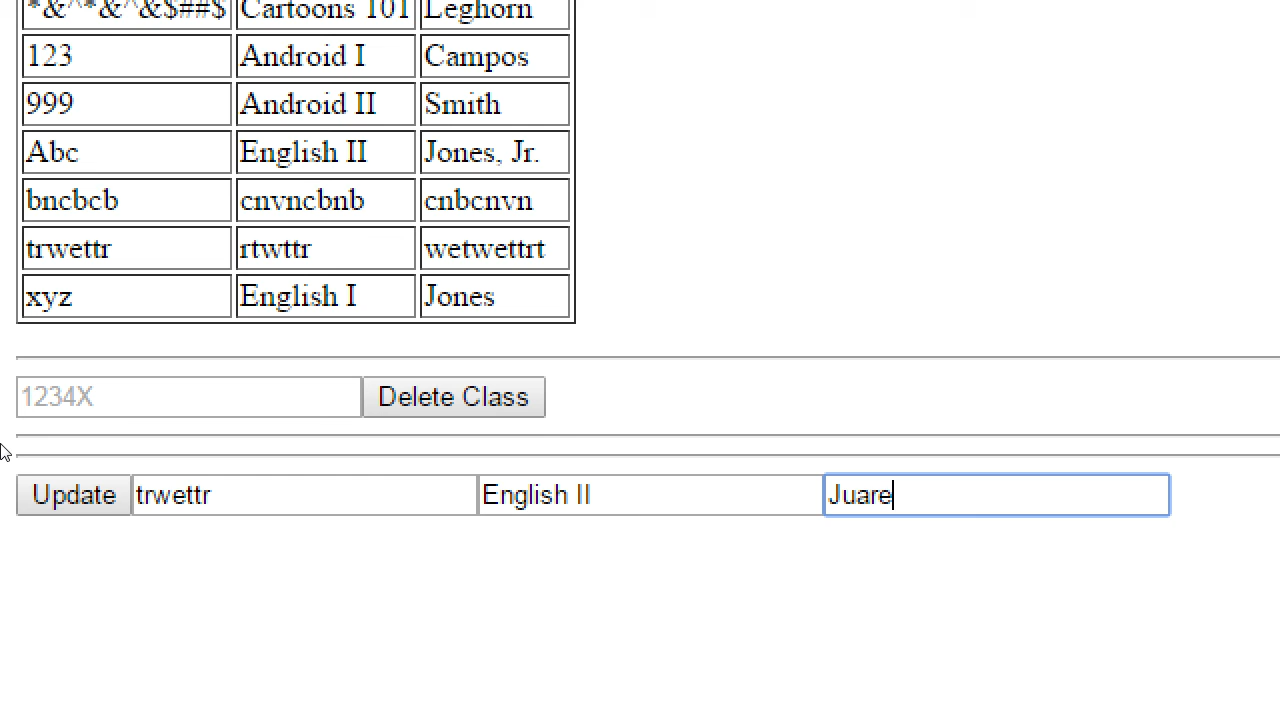 *&^*&^&$##$ Cartoons 101 Leghorn
123 Android I Campos
999 Android II Smith
Abc English II Jones, Jr.
bncbcb cnvncbnb cnbcnvn
trwettr rtwttr wetwettrt
xyz English I Jones
1234X Delete Class
Update trwettr English II Juare